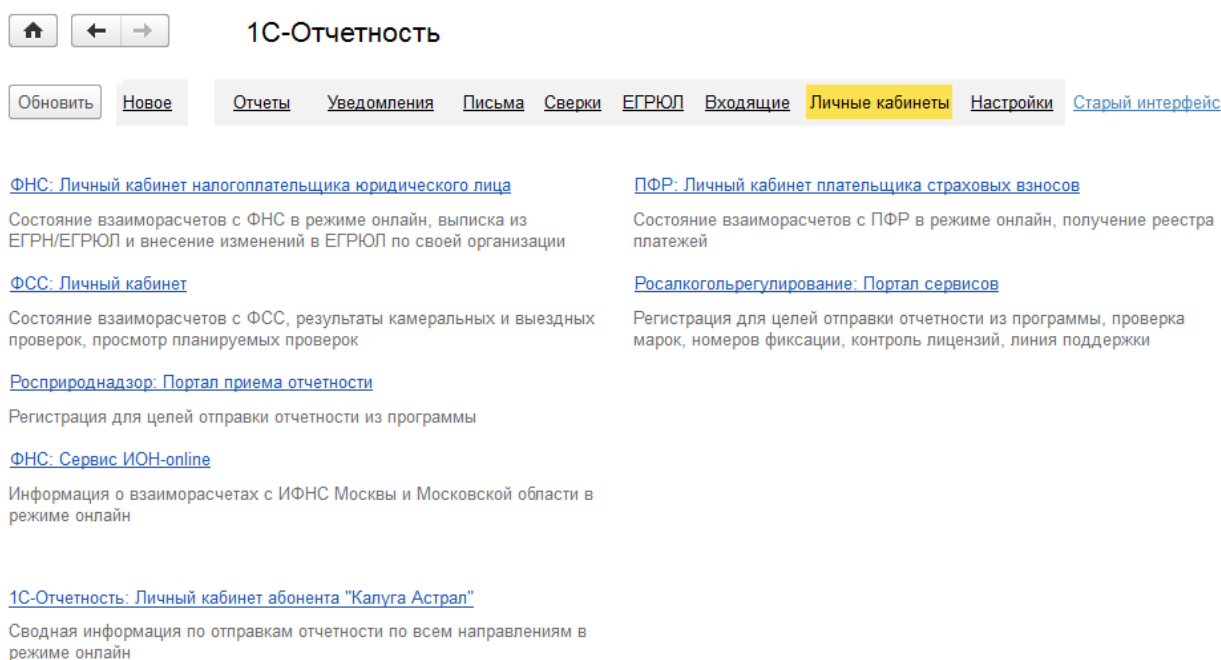 1С-Отчетность
Обновить Новое Отчеты Уведомления Письма Сверки ЕГРЮЛ Входящие Личные кабинеты Настройки Старый интерфейс
ФНС: Личный кабинет налогоплательщика юридического лица
Состояние взаиморасчетов с ФНС в режиме онлайн, выписка из
ЕГРН/ЕГРЮЛ и внесение изменений в ЕГРЮЛ по своей организации
ФСС: Личный кабинет
Состояние взаиморасчетов с ФСС, результаты камеральных и выездных
проверок, просмотр планируемых проверок
Росприроднадзор: Портал приема отчетности
Регистрация для целей отправки отчетности из программы
ФНС: Сервис ИОН-online
Информация о взаиморасчетах с ИФНС Москвы и Московской области в
режиме онлайн
1С-Отчетность: Личный кабинет абонента "Калуга Астрал"
Сводная информация по отправкам отчетности по всем направлениям в
режиме онлайн
ПФР: Личный кабинет плательщика страховых взносов
Состояние взаиморасчетов с ПФР в режиме онлайн, получение реестра
платежей
Росалкогольрегулирование: Портал сервисов
Регистрация для целей отправки отчетности из программы, проверка
марок, номеров фиксации, контроль лицензий, линия поддержки